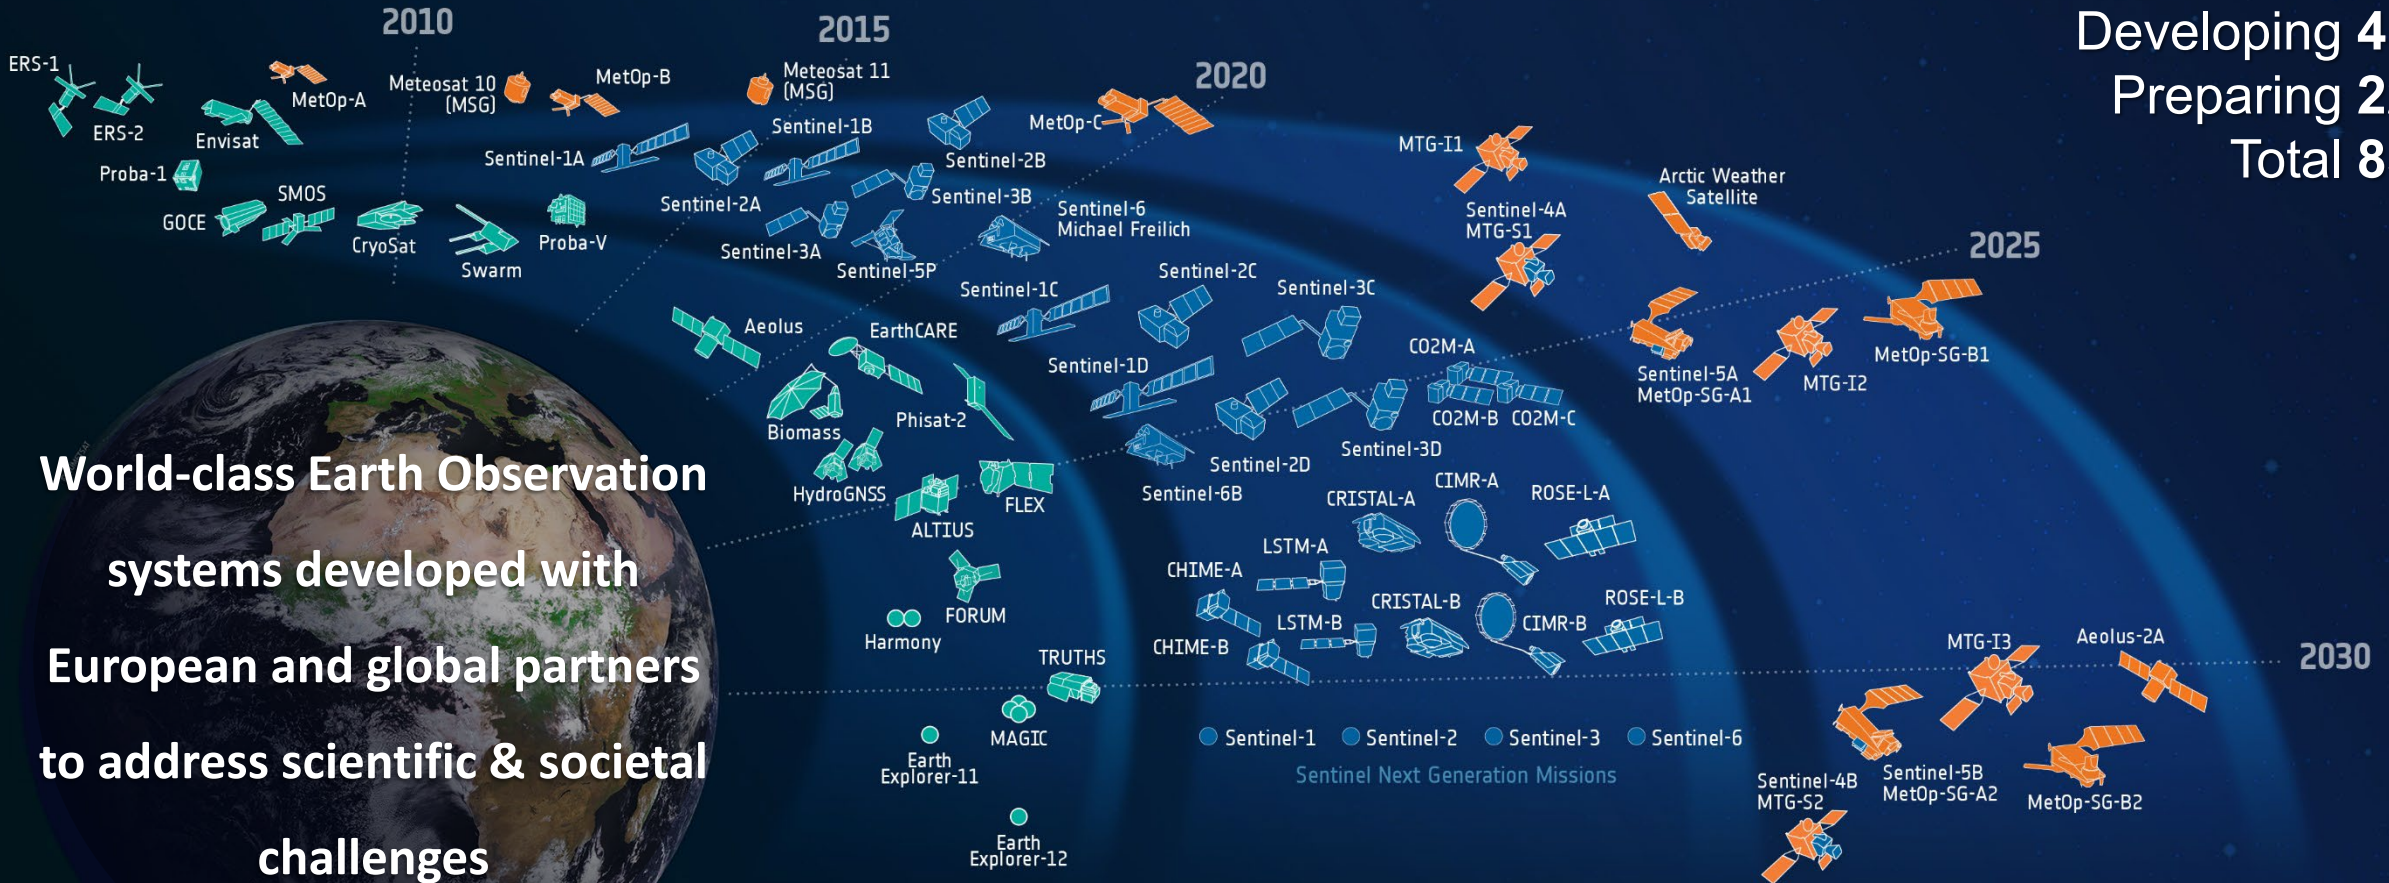 2010
2015
2020
2025
2030
Developing 4
Preparing 2
Total 8
ERS-1
ERS-2
MetOp-A
Envisat
Proba-1
GOCE
SMOS
CryoSat
Swarm
Proba-V
Meteosat 10
(MSG)
MetOp-B
Meteosat 11
(MSG)
Sentinel-1A
Sentinel-1B
Sentinel-2A
Sentinel-2B
Sentinel-3A
Sentinel-3B
Sentinel-5P
Sentinel-6
Michael Freilich
MetOp-C
MTG-I1
Sentinel-4A
MTG-S1
Arctic Weather
Satellite
Sentinel-1C
Sentinel-2C
Sentinel-3C
Sentinel-1D
Sentinel-2D
Sentinel-3D
Sentinel-6B
CO2M-A
CO2M-B
CO2M-C
Sentinel-5A
MetOp-SG-A1
MTG-I2
MetOp-SG-B1
Aeolus
EarthCARE
Biomass
Phisat-2
HydroGNSS
ALTIUS
FLEX
FORUM
Harmony
TRUTHS
MAGIC
Earth
Explorer-11
Earth
Explorer-12
CRISTAL-A
CIMR-A
ROSE-L-A
LSTM-A
CHIME-A
CRISTAL-B
CIMR-B
ROSE-L-B
LSTM-B
CHIME-B
Sentinel-1
Sentinel-2
Sentinel-3
Sentinel-6
Sentinel Next Generation Missions
MTG-I3
Aeolus-2A
Sentinel-4B
MTG-S2
Sentinel-5B
MetOp-SG-A2
MetOp-SG-B2
World-class Earth Observation
systems developed with
European and global partners
to address scientific & societal
challenges